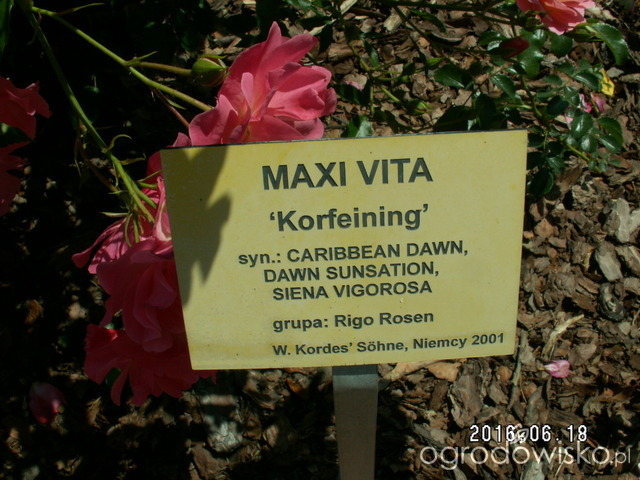 MAXI VITA
'Korfeining'
syn.: CARIBBEAN DAWN,
DAWN SUNSATION,
SIENA VIGOROSA
grupa: Rigo Rosen
W. Kordes' Söhne, Niemcy 2001
2016.06.18
ogrodowisko.pl